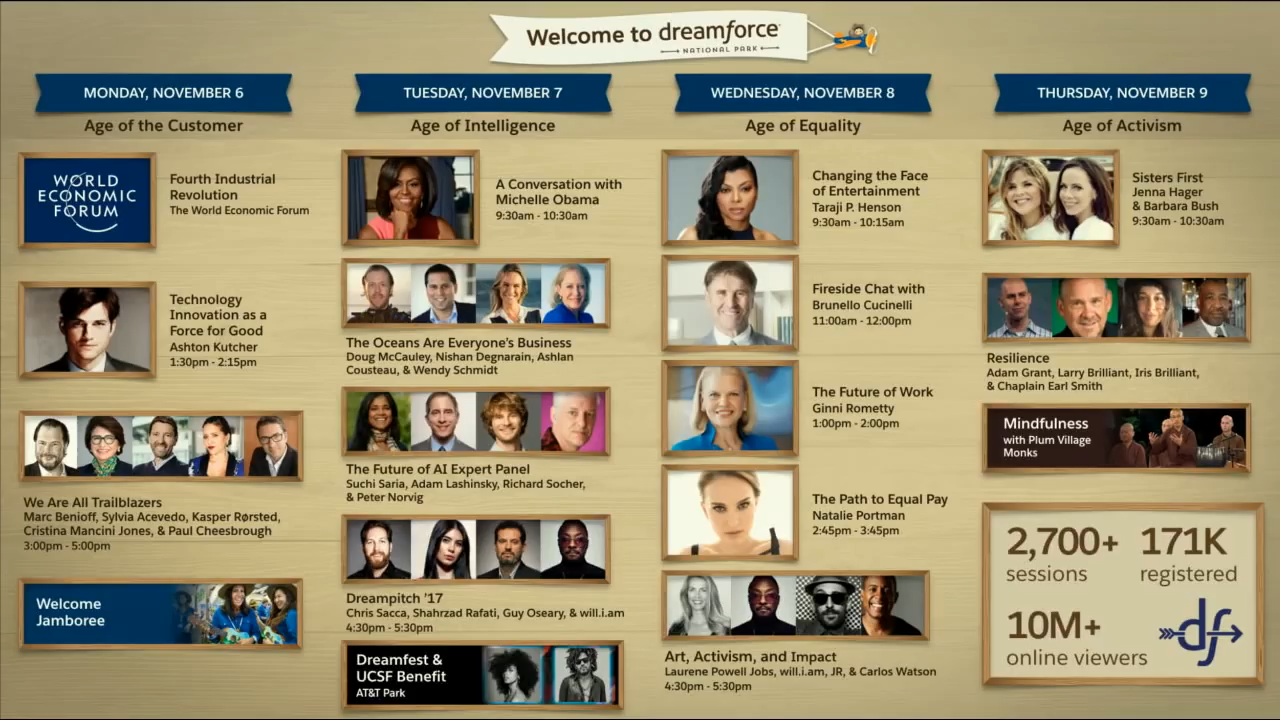 Welcome to dreamforce
NATIONAL PARK
MONDAY, NOVEMBER 6
Age of the Customer
WORLD
ECONOMIC
FORUM
Fourth Industrial
Revolution
The World Economic Forum
Technology
Innovation as a
Force for Good
Ashton Kutcher
1:30pm - 2:15pm
We Are All Trailblazers
Marc Benioff, Sylvia Acevedo, Kasper Rørsted,
Cristina Mancini Jones, & Paul Cheesbrough
3:00pm - 5:00pm
Welcome
Jamboree
TUESDAY, NOVEMBER 7
Age of Intelligence
A Conversation with
Michelle Obama
9:30am - 10:30am
The Oceans Are Everyone's Business
Doug McCauley, Nishan Degnarain, Ashlan
Cousteau, & Wendy Schmidt
The Future of AI Expert Panel
Suchi Saria, Adam Lashinsky, Richard Socher,
& Peter Norvig
Dreampitch '17
Chris Sacca, Shahrzad Rafati, Guy Oseary, & will.i.am
4:30pm - 5:30pm
Dreamfest &
UCSF Benefit
AT&T Park
WEDNESDAY, NOVEMBER 8
Age of Equality
Changing the Face
of Entertainment
Taraji P. Henson
9:30am - 10:15am
Fireside Chat with
Brunello Cucinelli
11:00am - 12:00pm
The Future of Work
Ginni Rometty
1:00pm - 2:00pm
The Path to Equal Pay
Natalie Portman
2:45pm - 3:45pm
Art, Activism, and Impact
Laurene Powell Jobs, will.i.am, JR, & Carlos Watson
4:30pm - 5:30pm
THURSDAY, NOVEMBER 9
Age of Activism
Sisters First
Jenna Hager
& Barbara Bush
9:30am - 10:30am
Resilience
Adam Grant, Larry Brilliant, Iris Brilliant,
& Chaplain Earl Smith
Mindfulness
with Plum Village
Monks
2,700+ 171K
sessions registered
10M+
online viewers
df